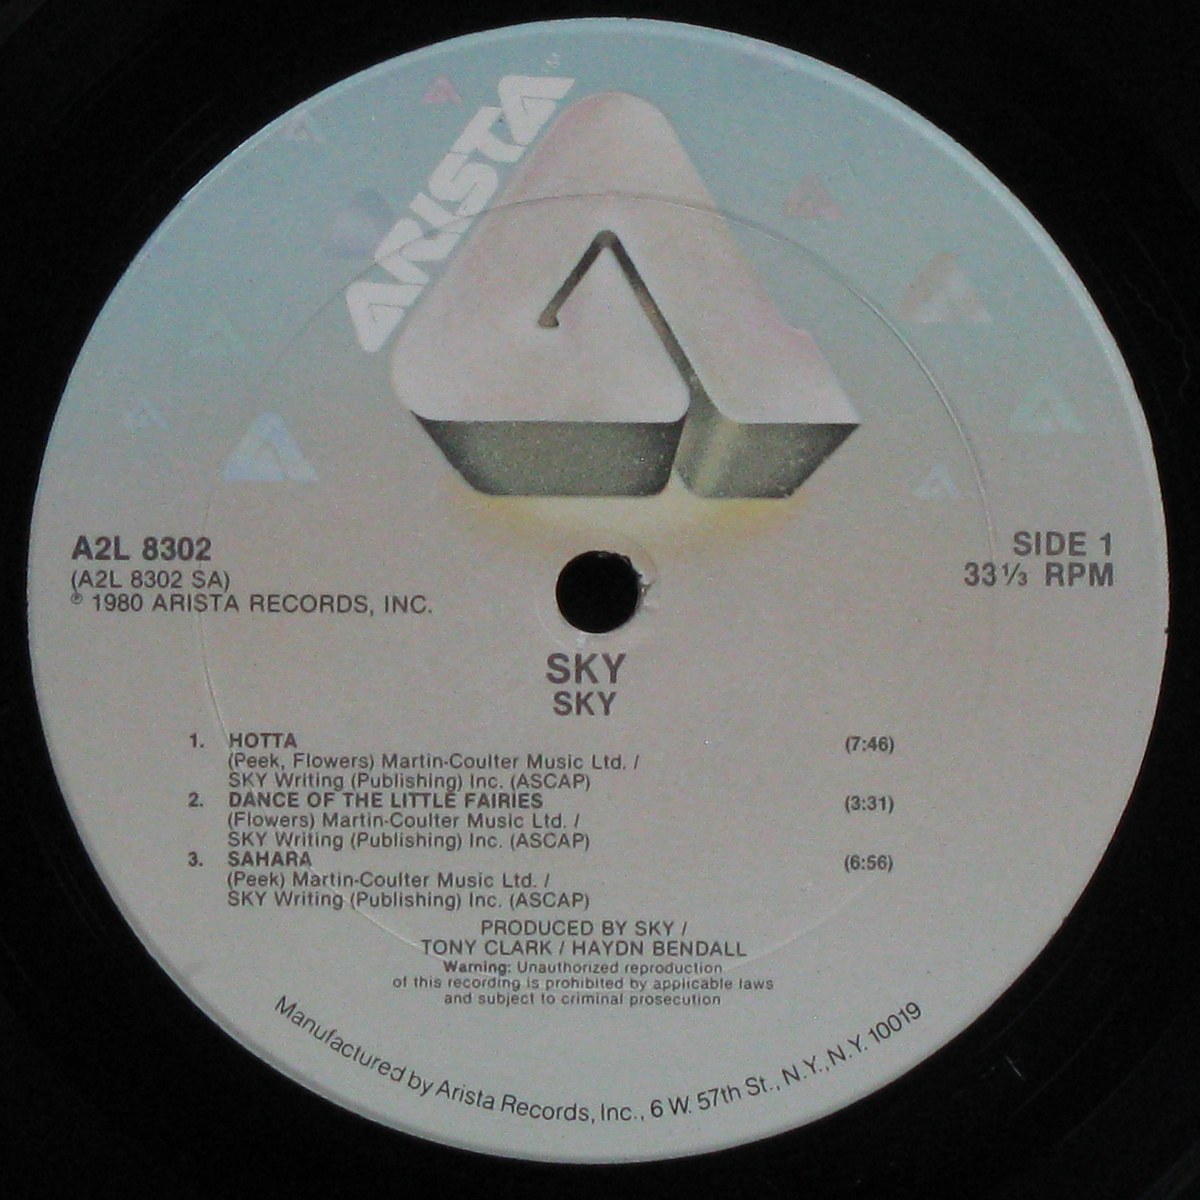 ARISTA
A2L 8302
(A2L 8302 SA)
℗ 1980 ARISTA RECORDS, INC.
SIDE 1
33⅓ RPM
SKY
SKY
1. HOTTA (7:46)
(Peek, Flowers) Martin-Coulter Music Ltd. /
SKY Writing (Publishing) Inc. (ASCAP)
2. DANCE OF THE LITTLE FAIRIES (3:31)
(Flowers) Martin-Coulter Music Ltd. /
SKY Writing (Publishing) Inc. (ASCAP)
3. SAHARA (6:56)
(Peek) Martin-Coulter Music Ltd. /
SKY Writing (Publishing) Inc. (ASCAP)
PRODUCED BY SKY /
TONY CLARK / HAYDN BENDALL
Warning: Unauthorized reproduction
of this recording is prohibited by applicable laws
and subject to criminal prosecution
Manufactured by Arista Records, Inc., 6 W. 57th St., N.Y., N.Y. 10019